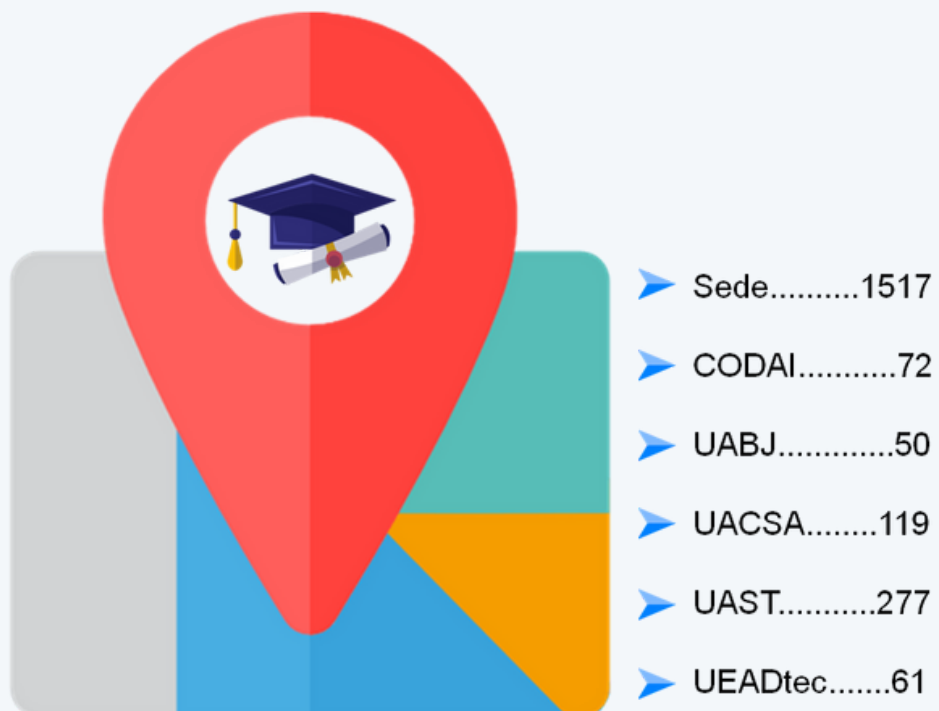 Sede..........1517
CODAI...........72
UABJ.............50
UACSA........119
UAST...........277
UEADtec.......61